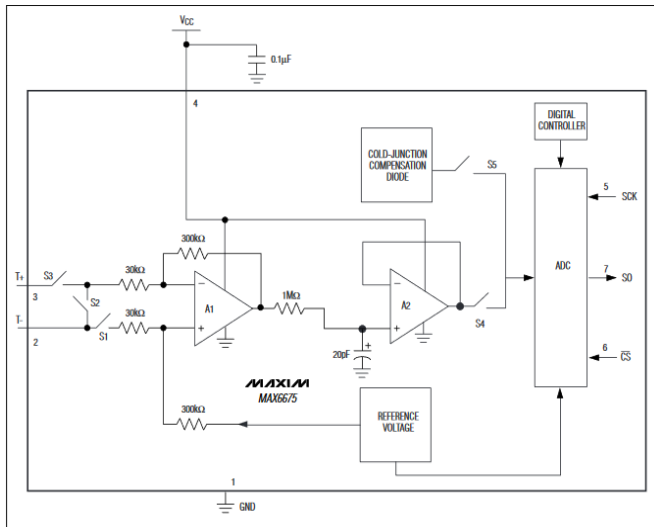 VCC
0.1µF
4
DIGITAL
CONTROLLER
COLD-JUNCTION
COMPENSATION
DIODE
S5
5
SCK
300kΩ
30kΩ
T+
S3
3
S2
A1
1MΩ
A2
ADC
7
SO
T-
S1
30kΩ
2
S4
20pF
6
CS
MAXIM
MAX6675
300kΩ
REFERENCE
VOLTAGE
1
GND